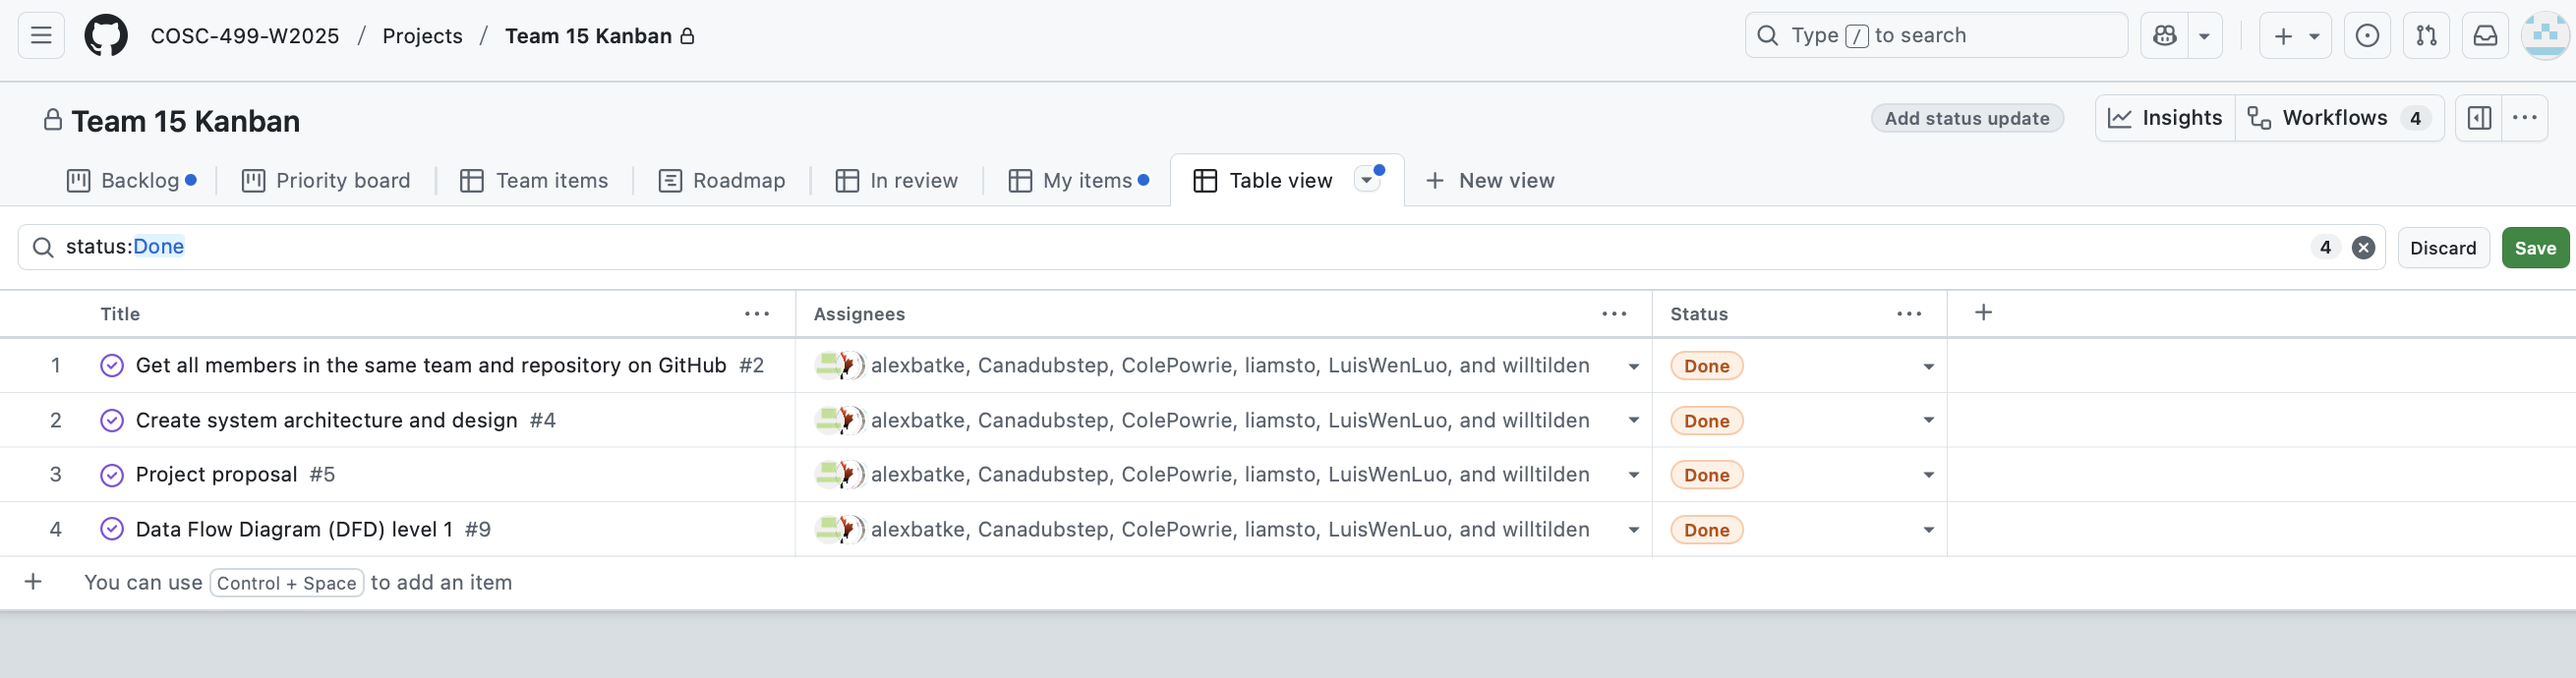 COSC-499-W2025 / Projects / Team 15 Kanban
Type / to search
Team 15 Kanban
Add status update
Insights
Workflows 4
Backlog
Priority board
Team items
Roadmap
In review
My items
Table view
New view
status:Done
4
Discard
Save
Title
Assignees
Status
1 Get all members in the same team and repository on GitHub #2 alexbatke, Canadubstep, ColePowrie, liamsto, LuisWenLuo, and willtilden Done
2 Create system architecture and design #4 alexbatke, Canadubstep, ColePowrie, liamsto, LuisWenLuo, and willtilden Done
3 Project proposal #5 alexbatke, Canadubstep, ColePowrie, liamsto, LuisWenLuo, and willtilden Done
4 Data Flow Diagram (DFD) level 1 #9 alexbatke, Canadubstep, ColePowrie, liamsto, LuisWenLuo, and willtilden Done
You can use Control + Space to add an item